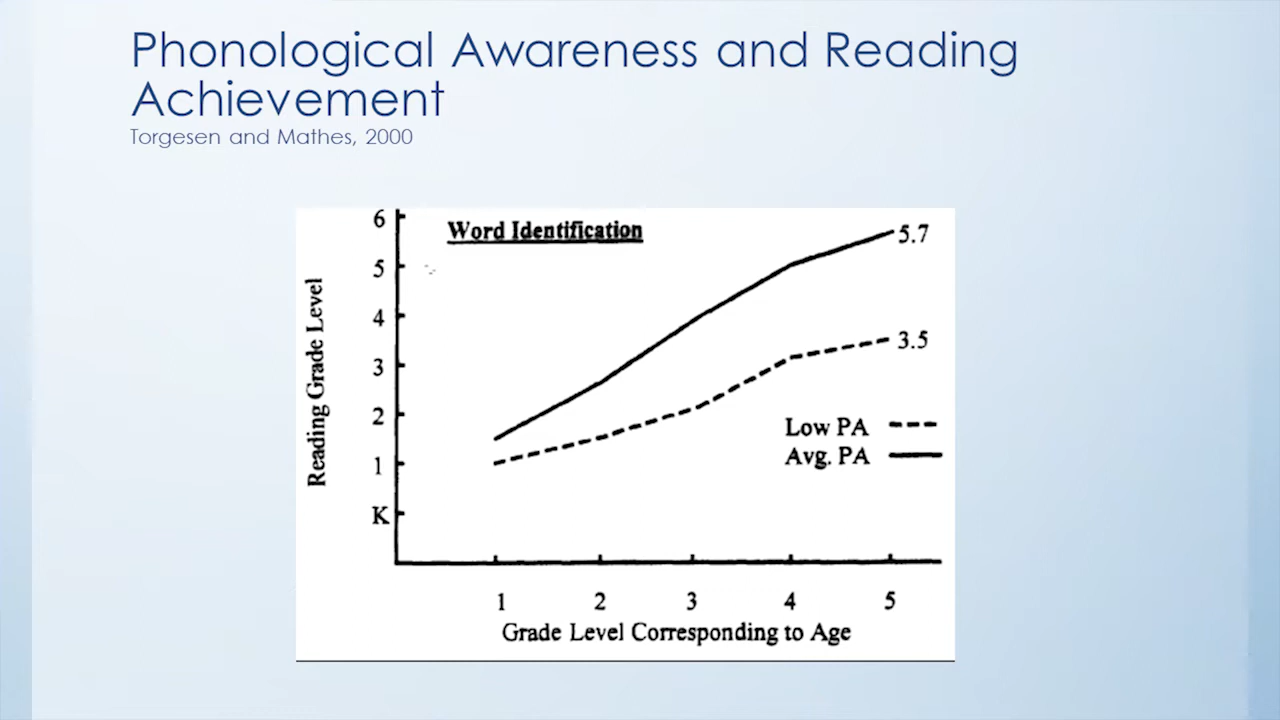 Phonological Awareness and Reading
Achievement
Torgesen and Mathes, 2000
Word Identification
Reading Grade Level
6
5
4
3
2
1
K
5.7
3.5
Low PA
Avg. PA
1 2 3 4 5
Grade Level Corresponding to Age